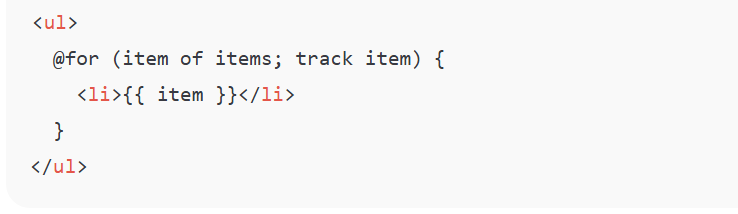 <ul>
  @for (item of items; track item) {
    <li>{{ item }}</li>
  }
</ul>